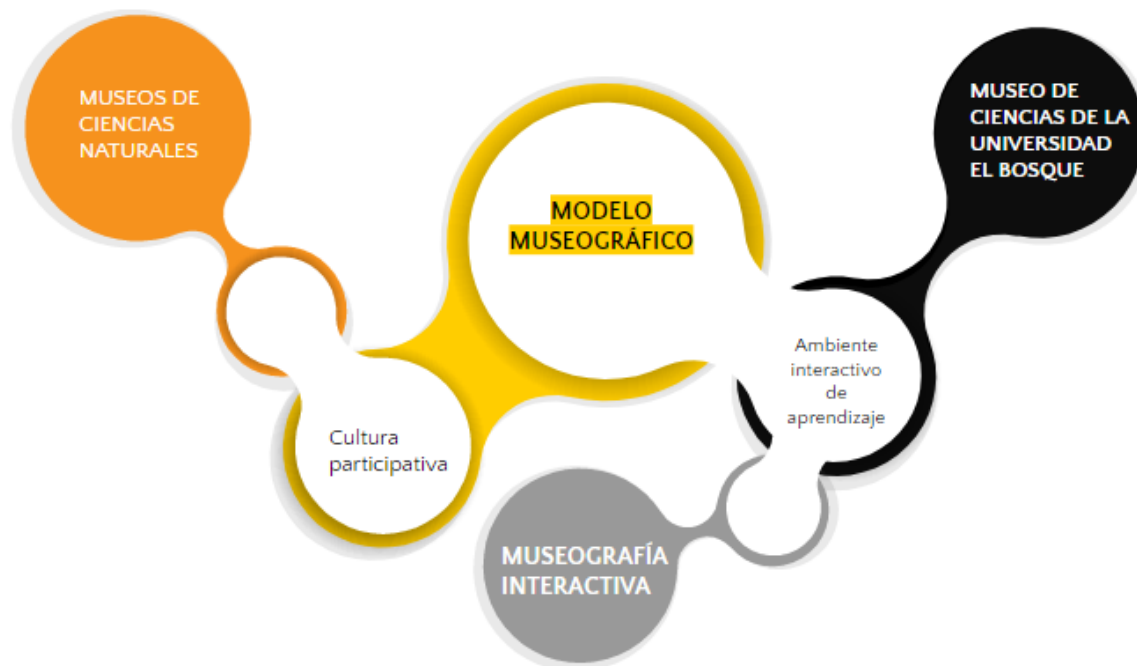 MUSEOS DE
CIENCIAS
NATURALES
MODELO
MUSEOGRÁFICO
MUSEO DE
CIENCIAS DE LA
UNIVERSIDAD
EL BOSQUE
Ambiente
interactivo
de
aprendizaje
Cultura
participativa
MUSEOGRAFÍA
INTERACTIVA